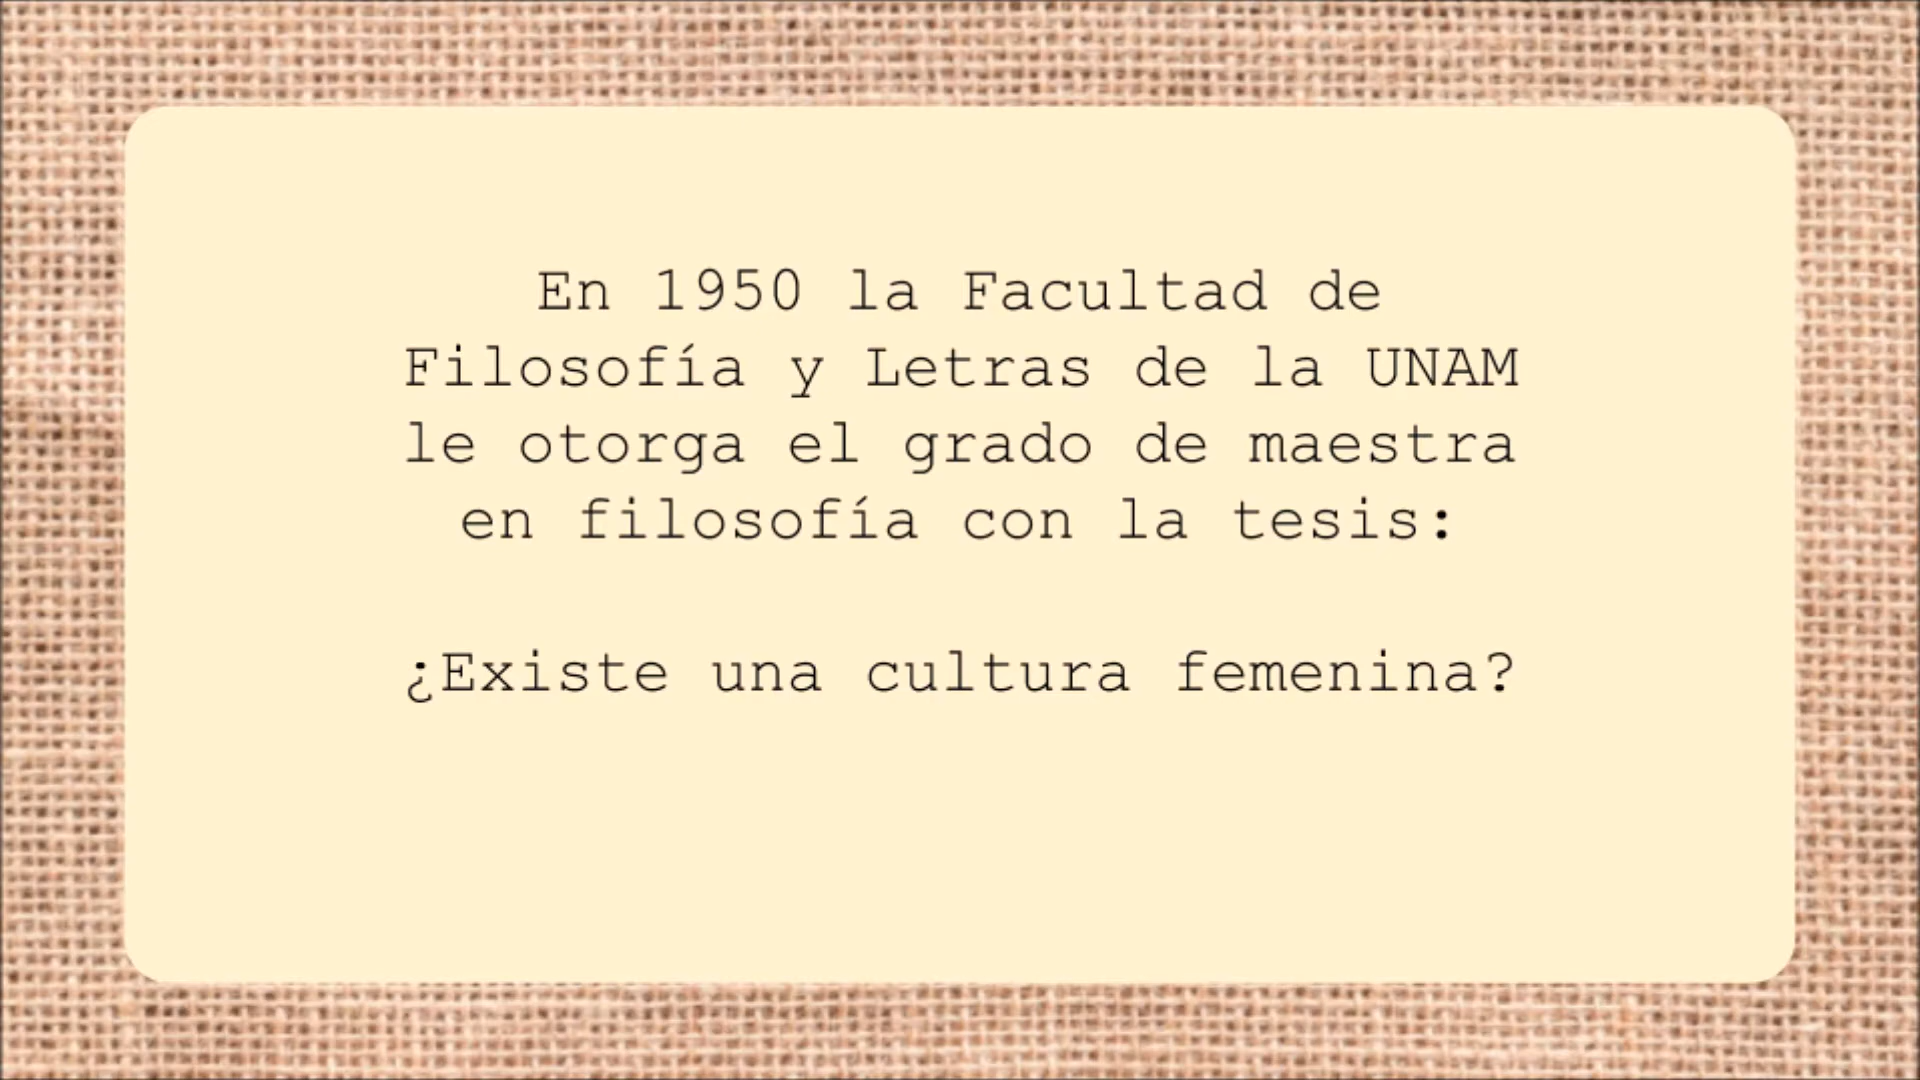 En 1950 la Facultad de
Filosofía y Letras de la UNAM
le otorga el grado de maestra
en filosofía con la tesis:
¿Existe una cultura femenina?